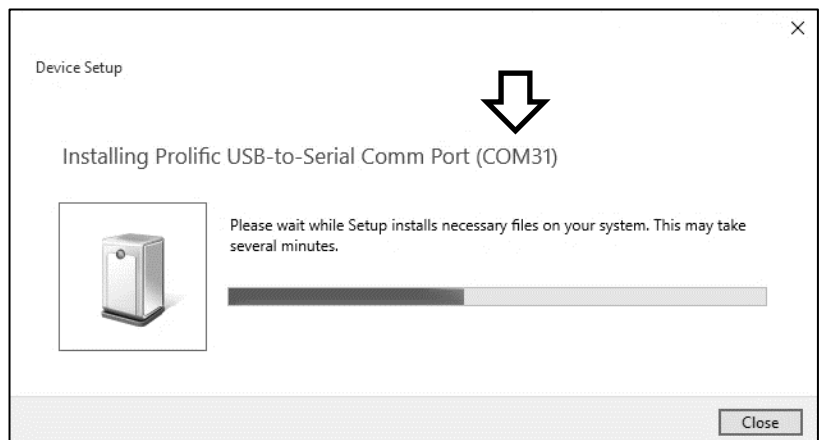 Device Setup
Installing Prolific USB-to-Serial Comm Port (COM31)
Please wait while Setup installs necessary files on your system. This may take
several minutes.
Close